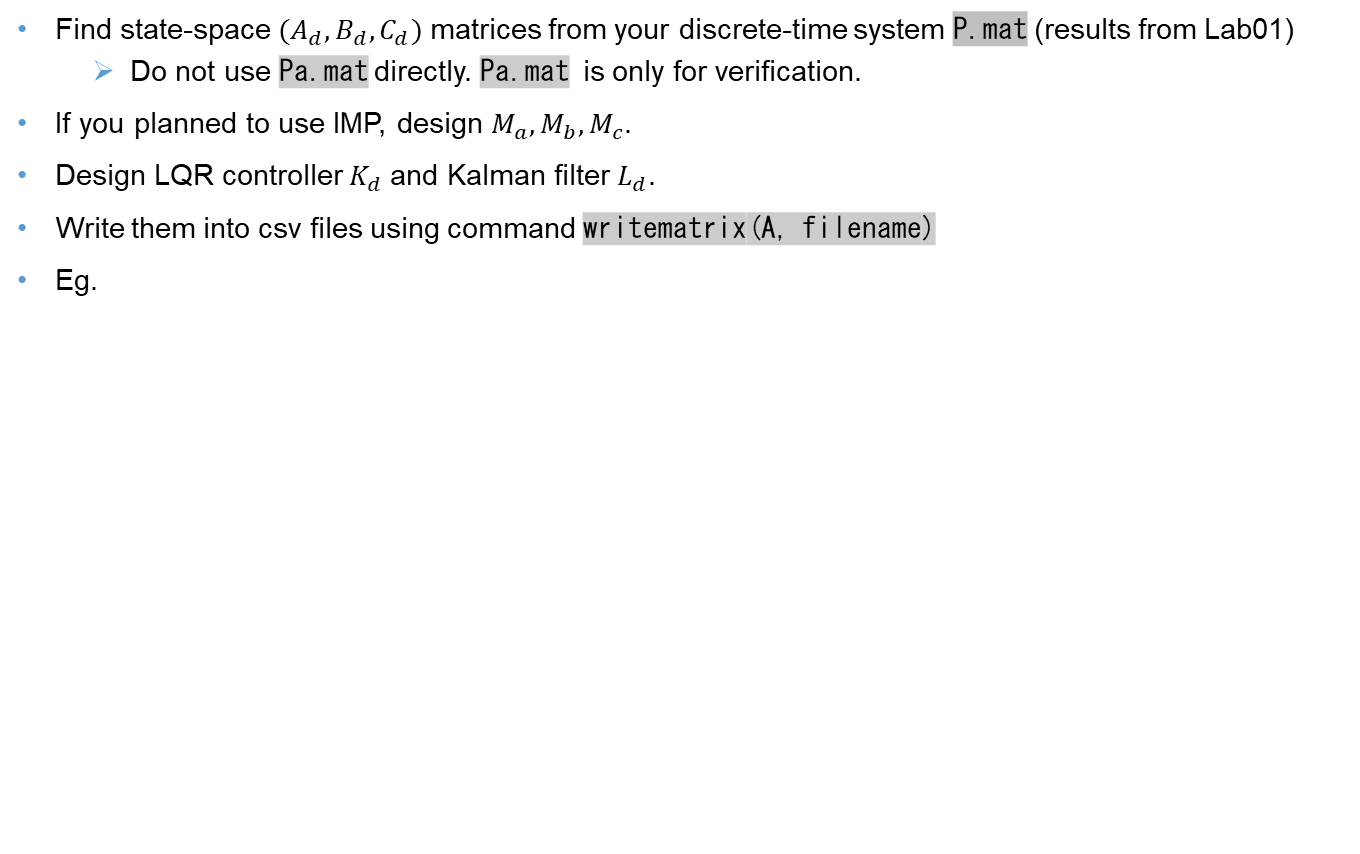 • Find state-space (A_d, B_d, C_d) matrices from your discrete-time system P.mat (results from Lab01)
➢ Do not use Pa.mat directly. Pa.mat is only for verification.
• If you planned to use IMP, design M_a, M_b, M_c.
• Design LQR controller K_d and Kalman filter L_d.
• Write them into csv files using command writematrix(A, filename)
• Eg.